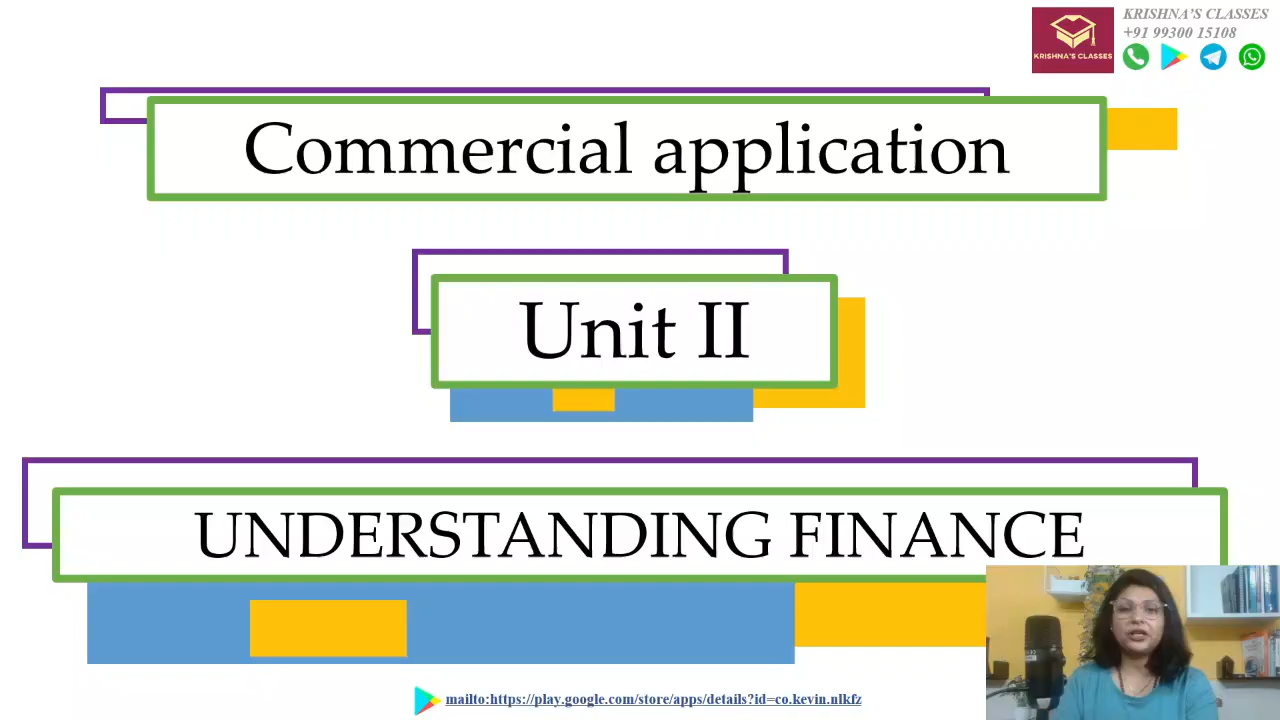 KRISHNA'S CLASSES
+91 99300 15108
KRISHNA'S CLASSES
Commercial application
Unit II
UNDERSTANDING FINANCE
mailto:https://play.google.com/store/apps/details?id=co.kevin.nlkfz